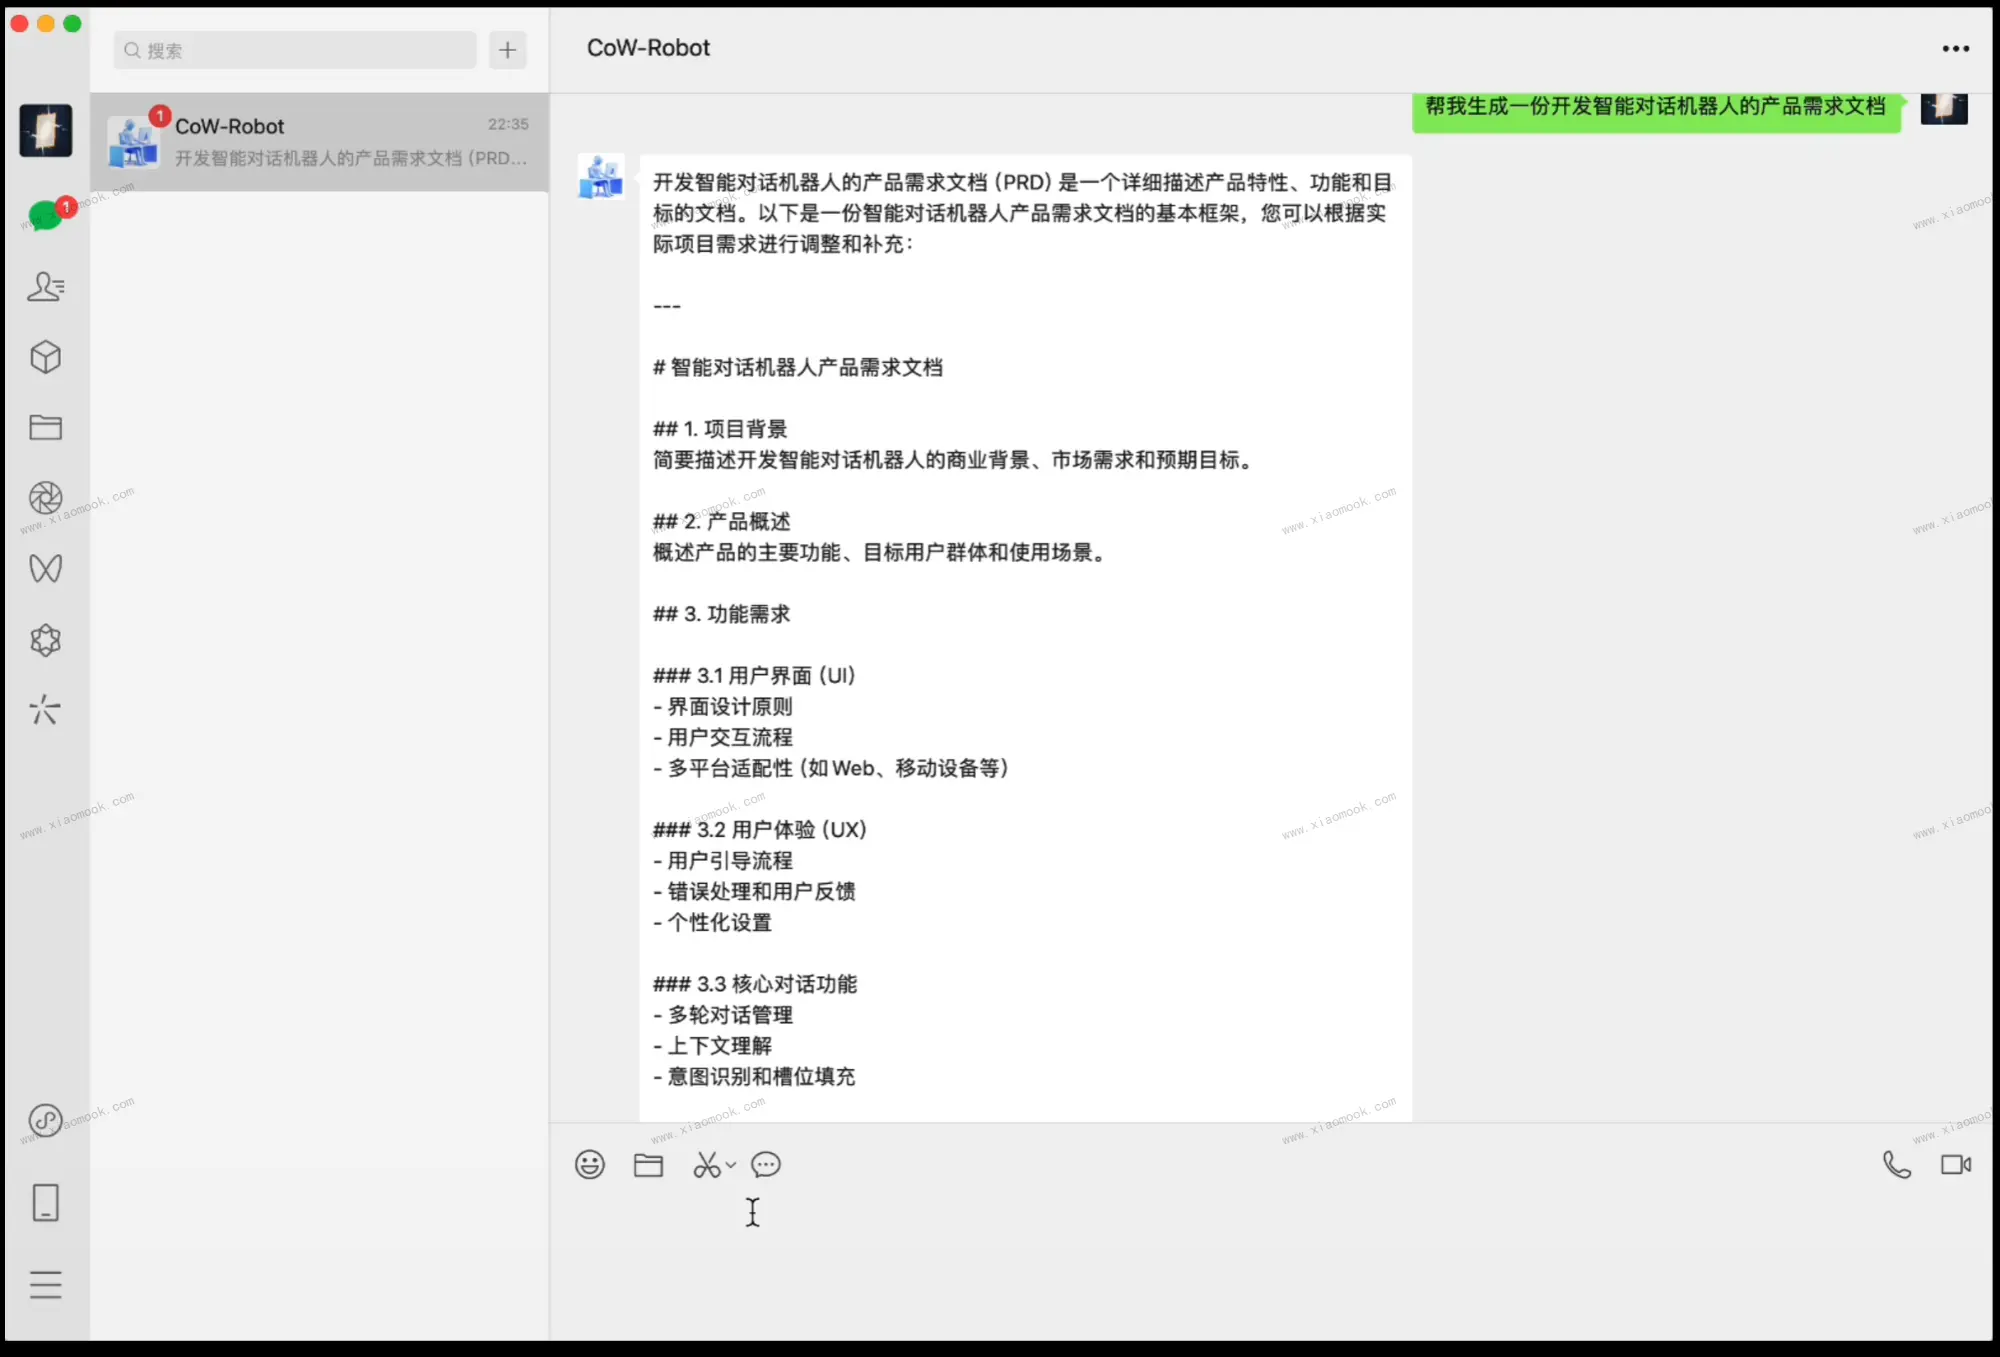 搜索
CoW-Robot
1
CoW-Robot
22:35
开发智能对话机器人的产品需求文档 (PRD...
1
帮我生成一份开发智能对话机器人的产品需求文档
开发智能对话机器人的产品需求文档 (PRD) 是一个详细描述产品特性、功能和目
标的文档。以下是一份智能对话机器人产品需求文档的基本框架，您可以根据实
际项目需求进行调整和补充：
---
# 智能对话机器人产品需求文档
## 1. 项目背景
简要描述开发智能对话机器人的商业背景、市场需求和预期目标。
## 2. 产品概述
概述产品的主要功能、目标用户群体和使用场景。
## 3. 功能需求
### 3.1 用户界面 (UI)
- 界面设计原则
- 用户交互流程
- 多平台适配性 (如 Web、移动设备等)
### 3.2 用户体验 (UX)
- 用户引导流程
- 错误处理和用户反馈
- 个性化设置
### 3.3 核心对话功能
- 多轮对话管理
- 上下文理解
- 意图识别和槽位填充
www.xiaomook.com